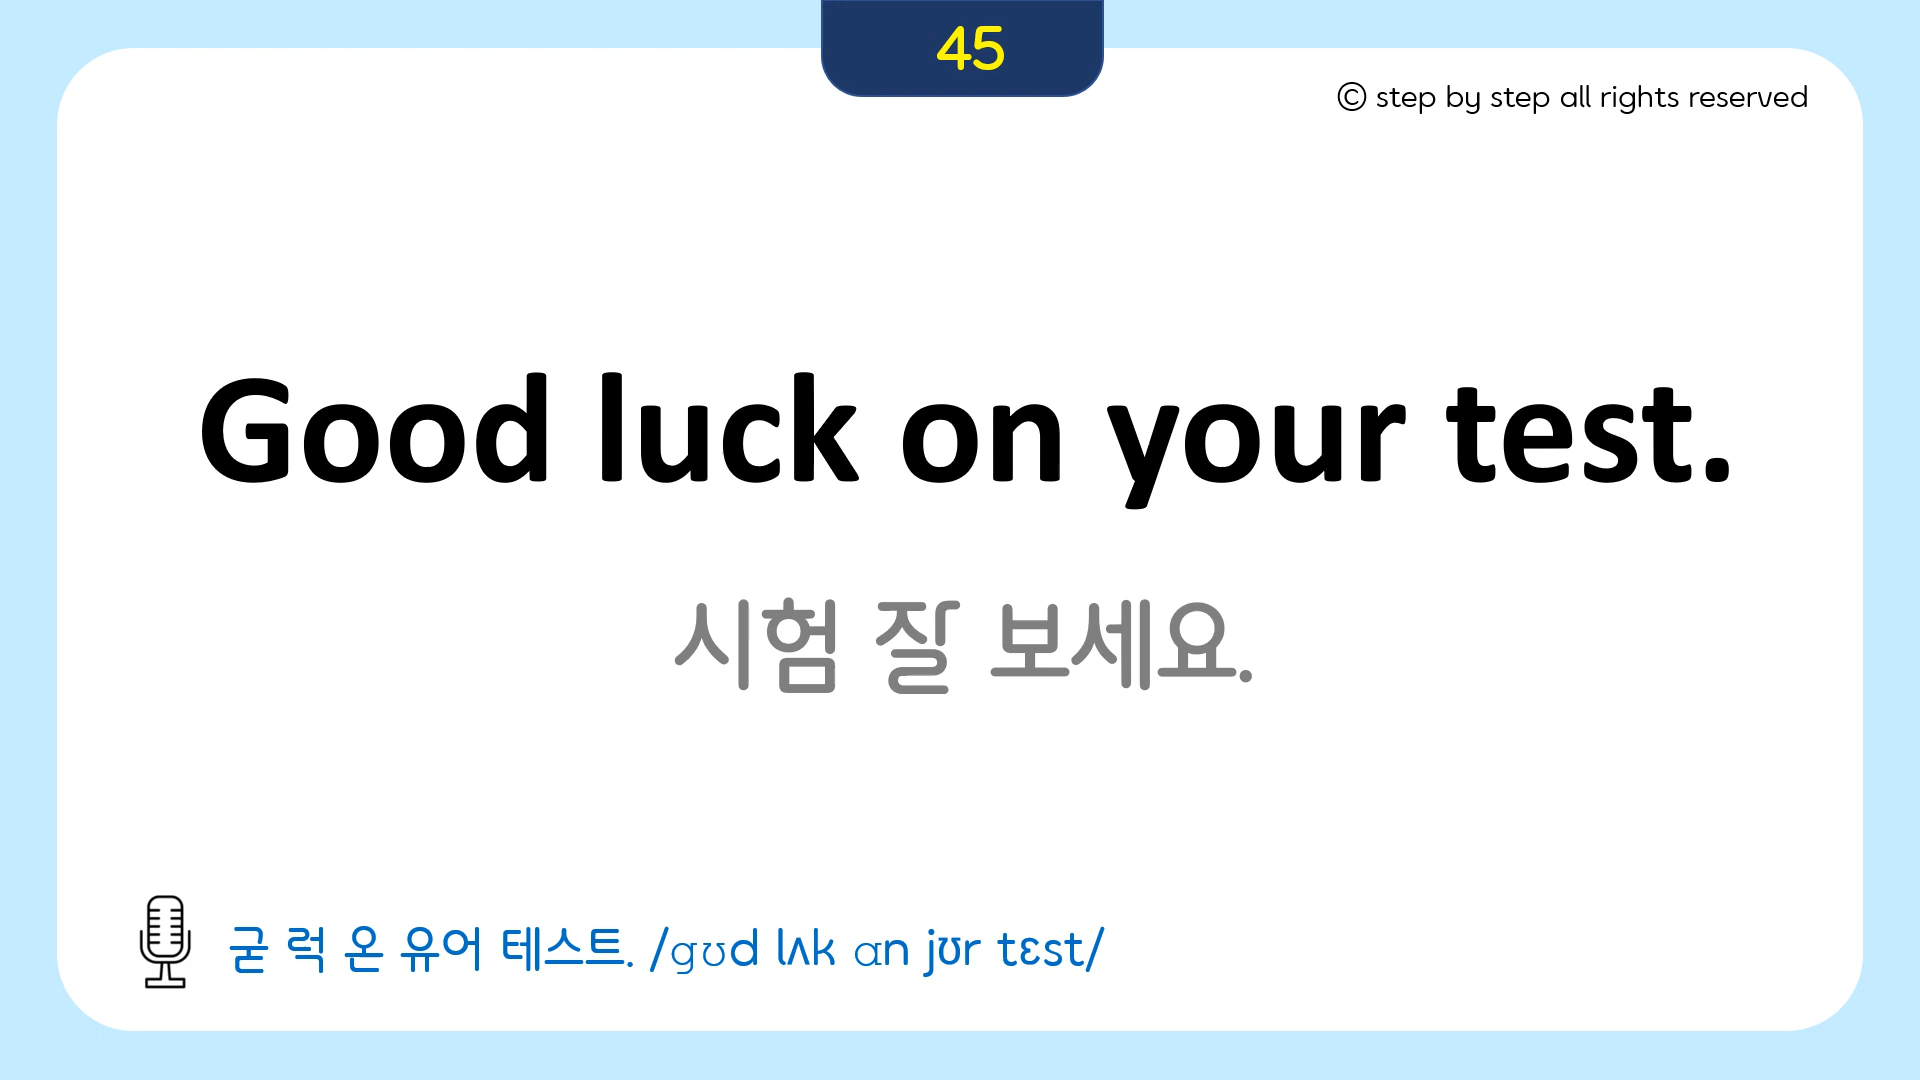 45
© step by step all rights reserved
Good luck on your test.
시험 잘 보세요.
굳 럭 온 유어 테스트. /ɡʊd lʌk ɑn jʊr tɛst/